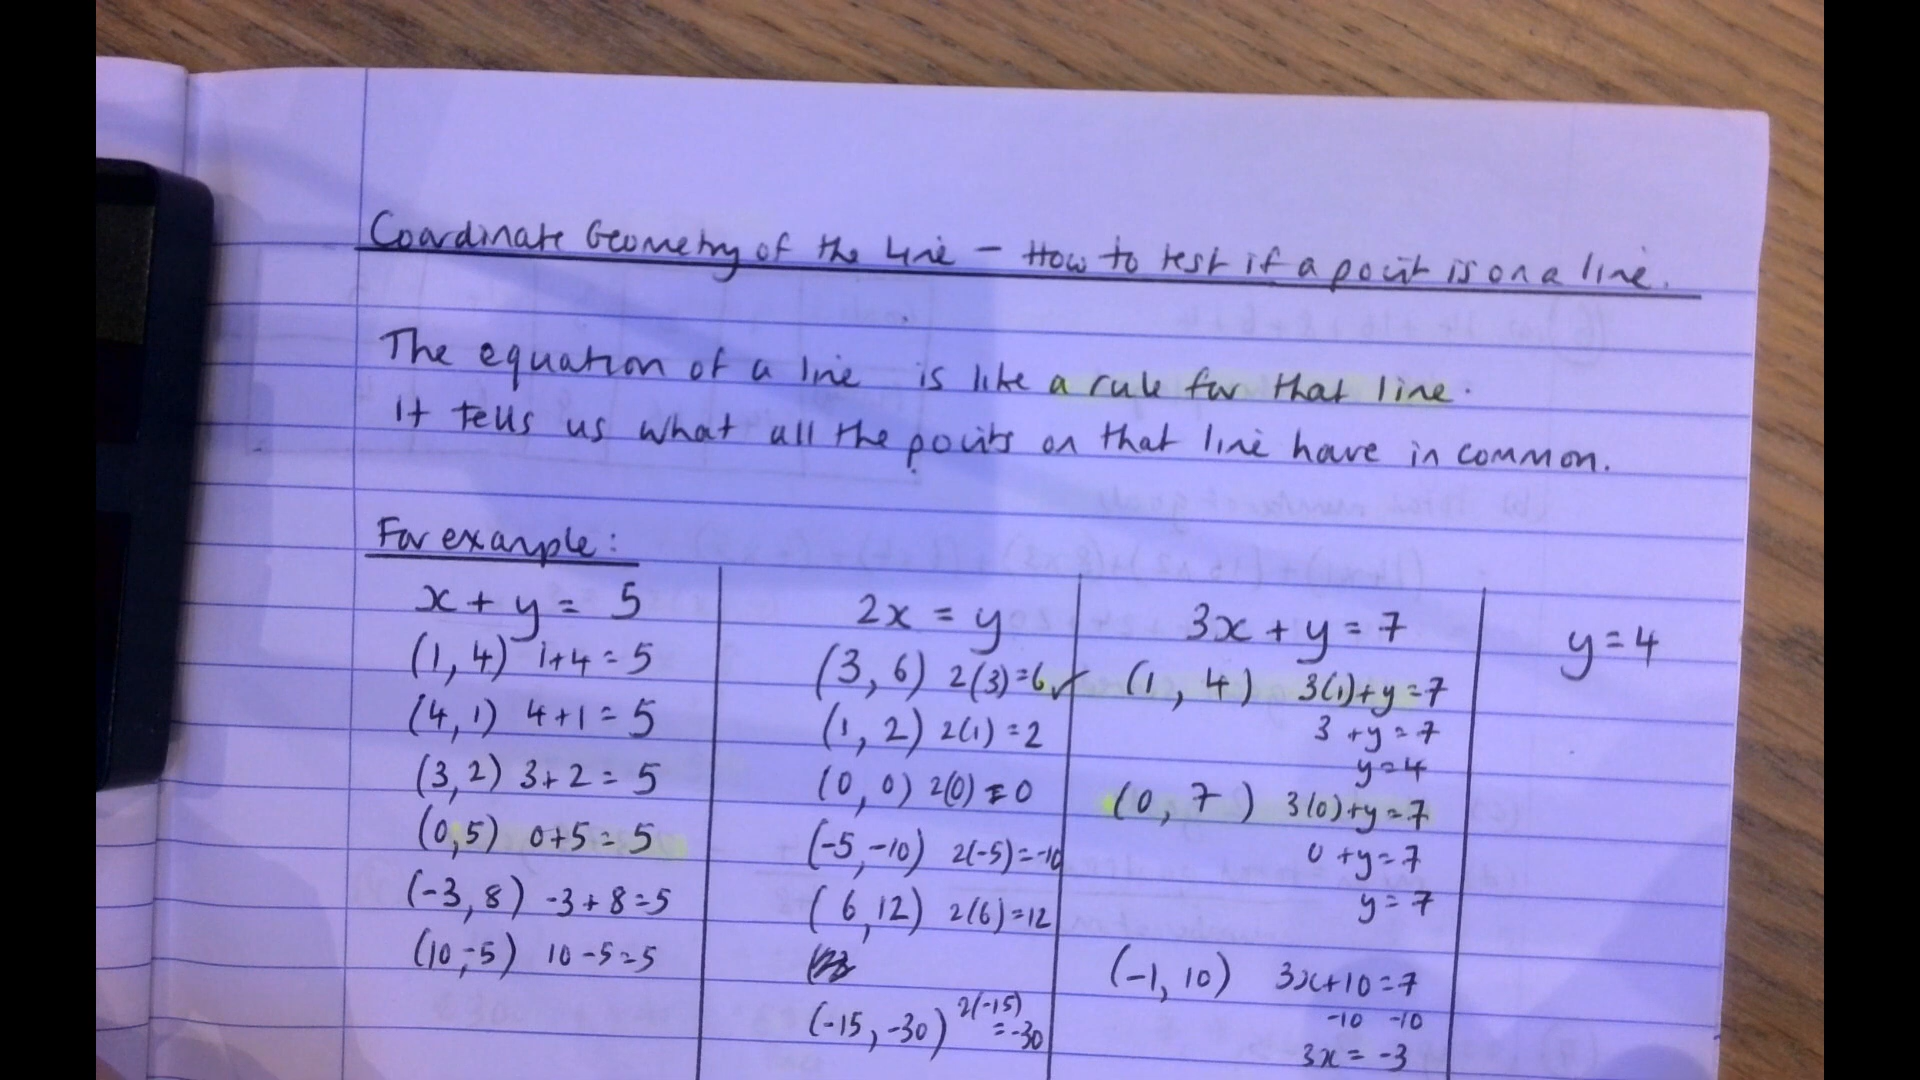 Coordinate Geometry of the Line – How to test if a point is on a line.
The equation of a line is like a rule for that line.
It tells us what all the points on that line have in common.
For example:
x + y = 5
(1, 4) 1+4 = 5
(4, 1) 4+1 = 5
(3, 2) 3+2 = 5
(0, 5) 0+5 = 5
(-3, 8) -3+8=5
(10, -5) 10-5=5
2x = y
(3, 6) 2(3)=6 ✓
(1, 2) 2(1)=2
(0, 0) 2(0)=0
(-5, -10) 2(-5)=-10
(6, 12) 2(6)=12
(-15, -30) 2(-15)
=-30
3x + y = 7
(1, 4) 3(1)+y=7
3+y=7
y=4
(0, 7) 3(0)+y=7
0+y=7
y=7
(-1, 10) 3x+10=7
-10 -10
3x = -3
y=4